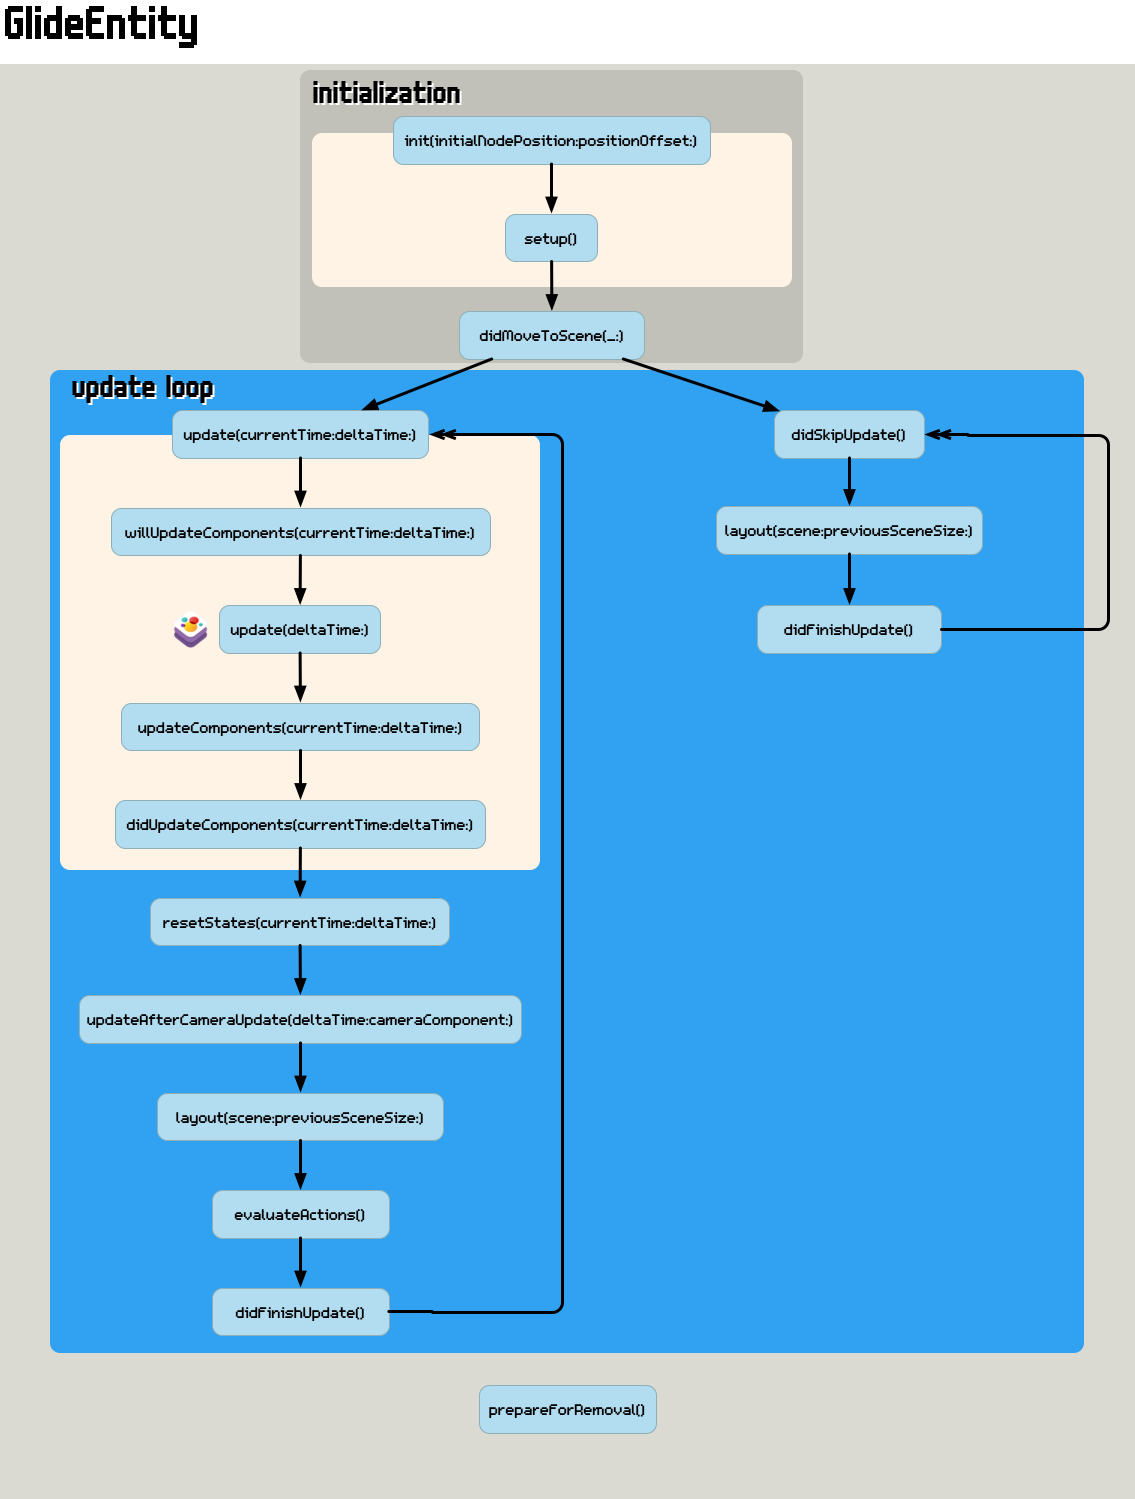 GlideEntity
initialization
init(initialNodePosition:positionOffset:)
setup()
didMoveToScene(_:)
update loop
update(currentTime:deltaTime:)
willUpdateComponents(currentTime:deltaTime:)
update(deltaTime:)
updateComponents(currentTime:deltaTime:)
didUpdateComponents(currentTime:deltaTime:)
resetStates(currentTime:deltaTime:)
updateAfterCameraUpdate(deltaTime:cameraComponent:)
layout(scene:previousSceneSize:)
evaluateActions()
didFinishUpdate()
didSkipUpdate()
layout(scene:previousSceneSize:)
didFinishUpdate()
prepareForRemoval()